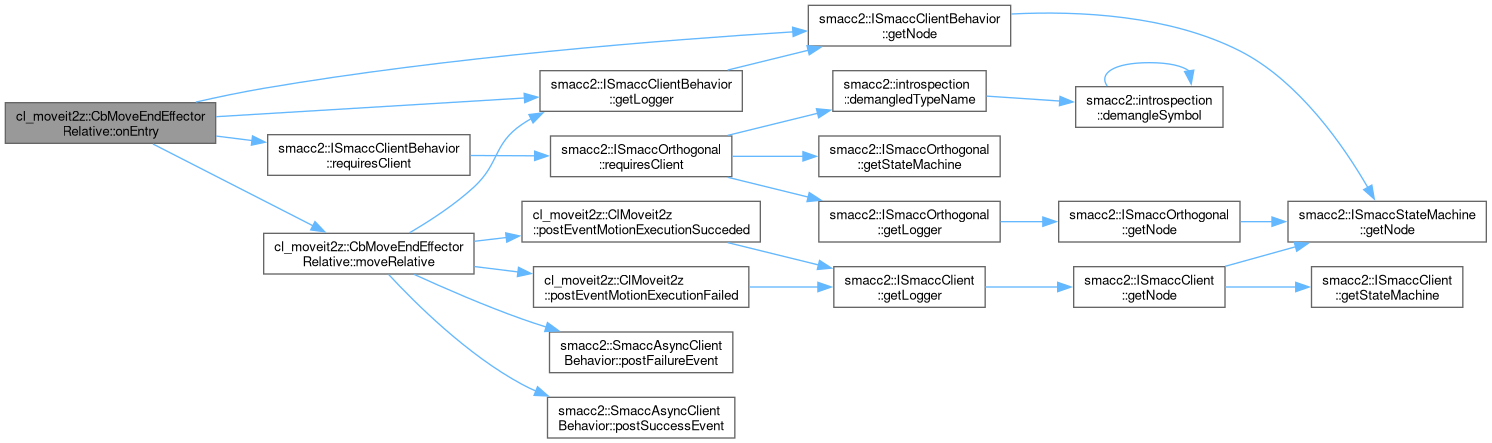 cl_moveit2z::CbMoveEndEffector
Relative::onEntry
smacc2::ISmaccClientBehavior
::getNode
smacc2::ISmaccClientBehavior
::getLogger
smacc2::ISmaccClientBehavior
::requiresClient
cl_moveit2z::CbMoveEndEffector
Relative::moveRelative
smacc2::introspection
::demangledTypeName
smacc2::introspection
::demangleSymbol
smacc2::ISmaccOrthogonal
::requiresClient
smacc2::ISmaccOrthogonal
::getStateMachine
smacc2::ISmaccOrthogonal
::getLogger
smacc2::ISmaccOrthogonal
::getNode
smacc2::ISmaccStateMachine
::getNode
cl_moveit2z::ClMoveit2z
::postEventMotionExecutionSucceded
cl_moveit2z::ClMoveit2z
::postEventMotionExecutionFailed
smacc2::ISmaccClient
::getLogger
smacc2::ISmaccClient
::getNode
smacc2::ISmaccClient
::getStateMachine
smacc2::SmaccAsyncClient
Behavior::postFailureEvent
smacc2::SmaccAsyncClient
Behavior::postSuccessEvent